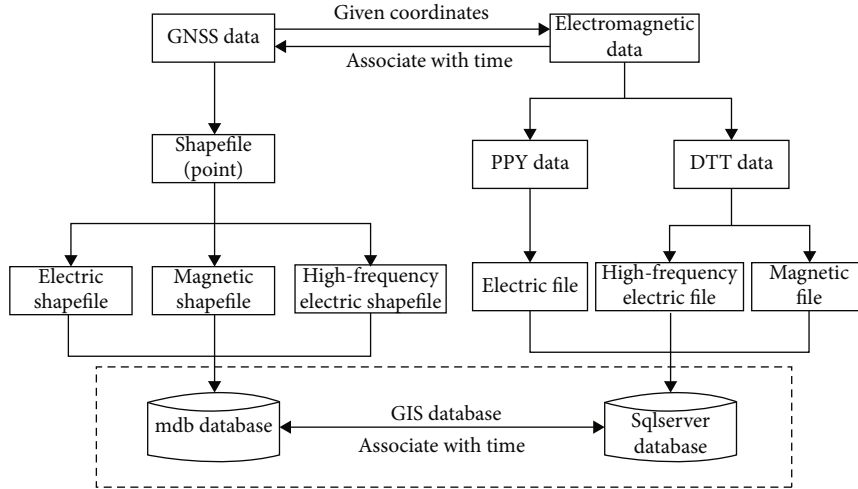 Given coordinates
GNSS data
Electromagnetic
data
Associate with time
Shapefile
(point)
PPY data
DTT data
Electric
shapefile
Magnetic
shapefile
High-frequency
electric shapefile
Electric file
High-frequency
electric file
Magnetic
file
mdb database
GIS database
Associate with time
Sqlserver
database